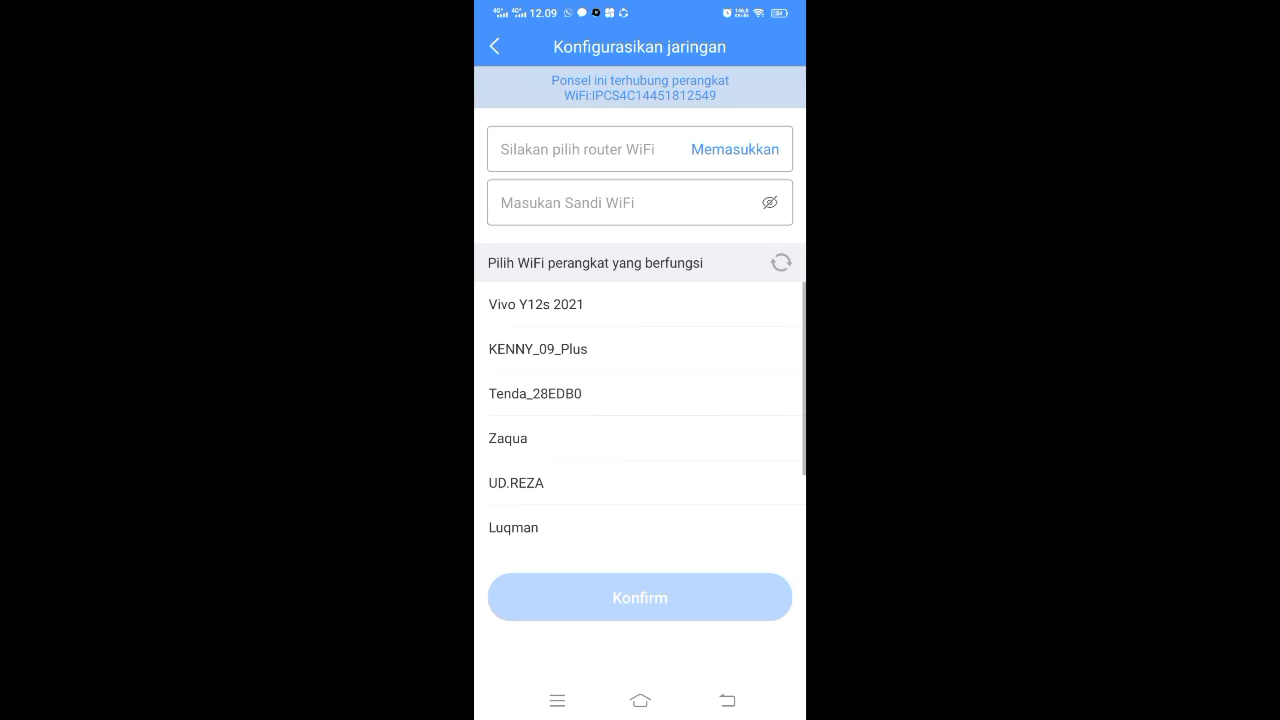 12.09
Konfigurasikan jaringan
Ponsel ini terhubung perangkat
WiFi:IPCS4C14451812549
Silakan pilih router WiFi Memasukkan
Masukan Sandi WiFi
Pilih WiFi perangkat yang berfungsi
Vivo Y12s 2021
KENNY_09_Plus
Tenda_28EDB0
Zaqua
UD.REZA
Luqman
Konfirm